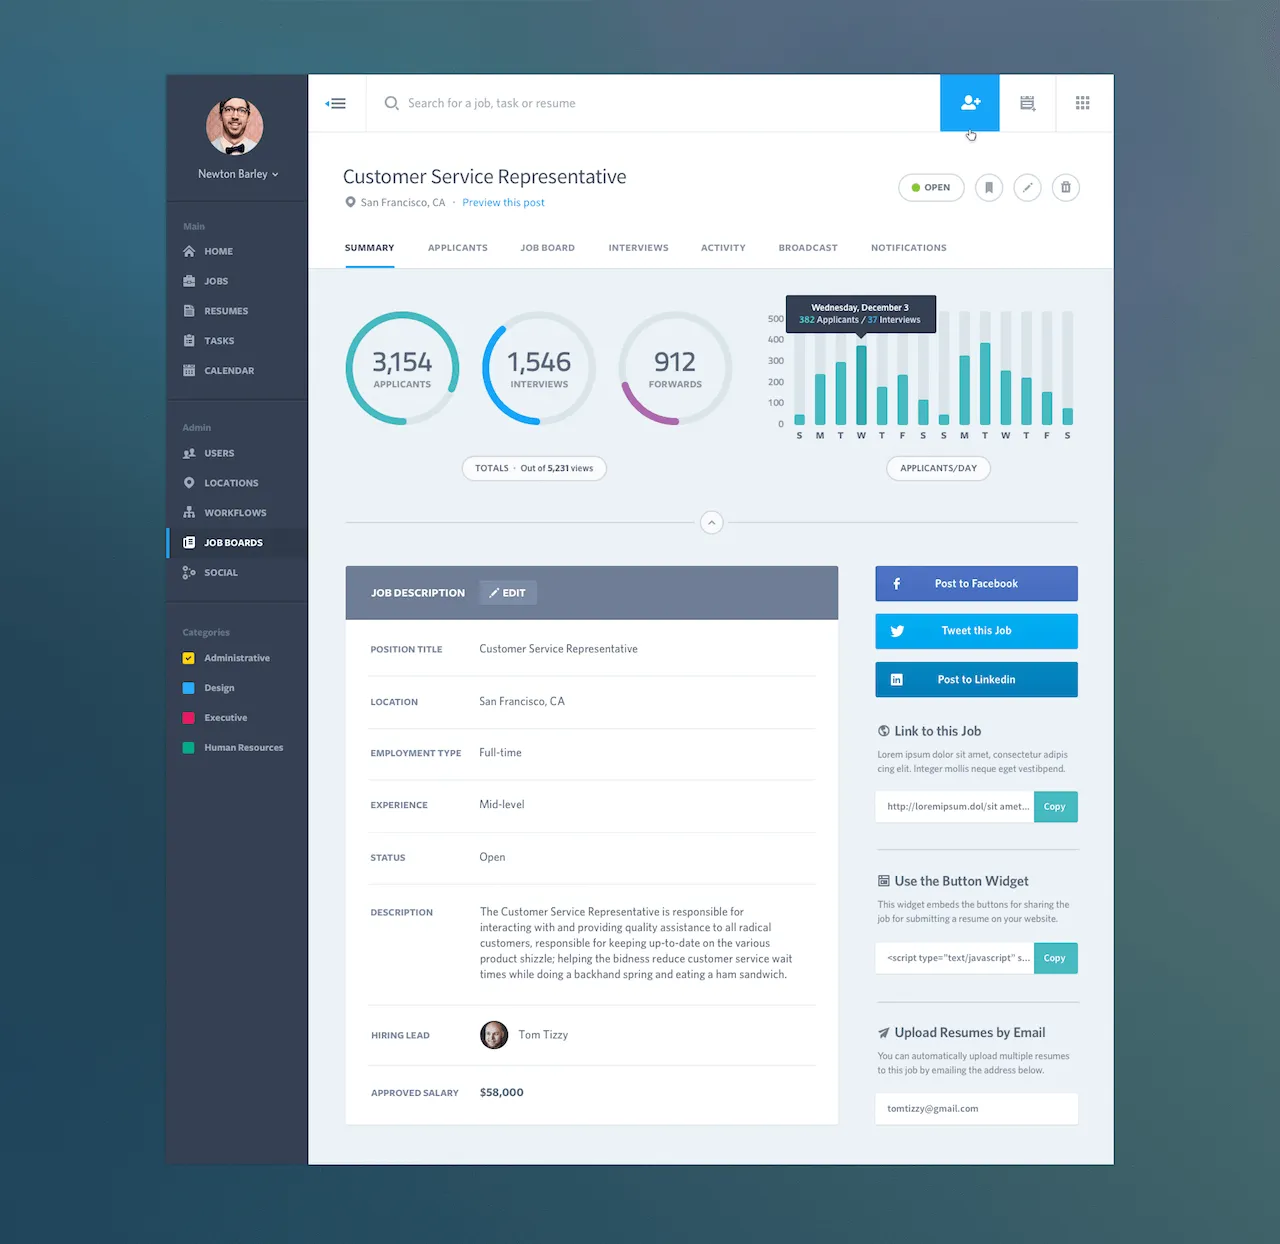 Newton Barley
Main
HOME
JOBS
RESUMES
TASKS
CALENDAR
Admin
USERS
LOCATIONS
WORKFLOWS
JOB BOARDS
SOCIAL
Categories
Administrative
Design
Executive
Human Resources
Search for a job, task or resume
Customer Service Representative
OPEN
San Francisco, CA · Preview this post
SUMMARY APPLICANTS JOB BOARD INTERVIEWS ACTIVITY BROADCAST NOTIFICATIONS
3,154
APPLICANTS
1,546
INTERVIEWS
912
FORWARDS
TOTALS · Out of 5,231 views
Wednesday, December 3
382 Applicants / 37 Interviews
500
400
300
200
100
0
S M T W T F S S M T W T F S
APPLICANTS/DAY
JOB DESCRIPTION EDIT
POSITION TITLE Customer Service Representative
LOCATION San Francisco, CA
EMPLOYMENT TYPE Full-time
EXPERIENCE Mid-level
STATUS Open
DESCRIPTION The Customer Service Representative is responsible for
interacting with and providing quality assistance to all radical
customers, responsible for keeping up-to-date on the various
product shizzle; helping the bidness reduce customer service wait
times while doing a backhand spring and eating a ham sandwich.
HIRING LEAD Tom Tizzy
APPROVED SALARY $58,000
Post to Facebook
Tweet this Job
Post to Linkedin
Link to this Job
Lorem ipsum dolor sit amet, consectetur adipis
cing elit. Integer mollis neque eget vestibpend.
http://loremipsum.dol/sit amet... Copy
Use the Button Widget
This widget embeds the buttons for sharing the
job for submitting a resume on your website.
<script type="text/javascript" s... Copy
Upload Resumes by Email
You can automatically upload multiple resumes
to this job by emailing the address below.
tomtizzy@gmail.com